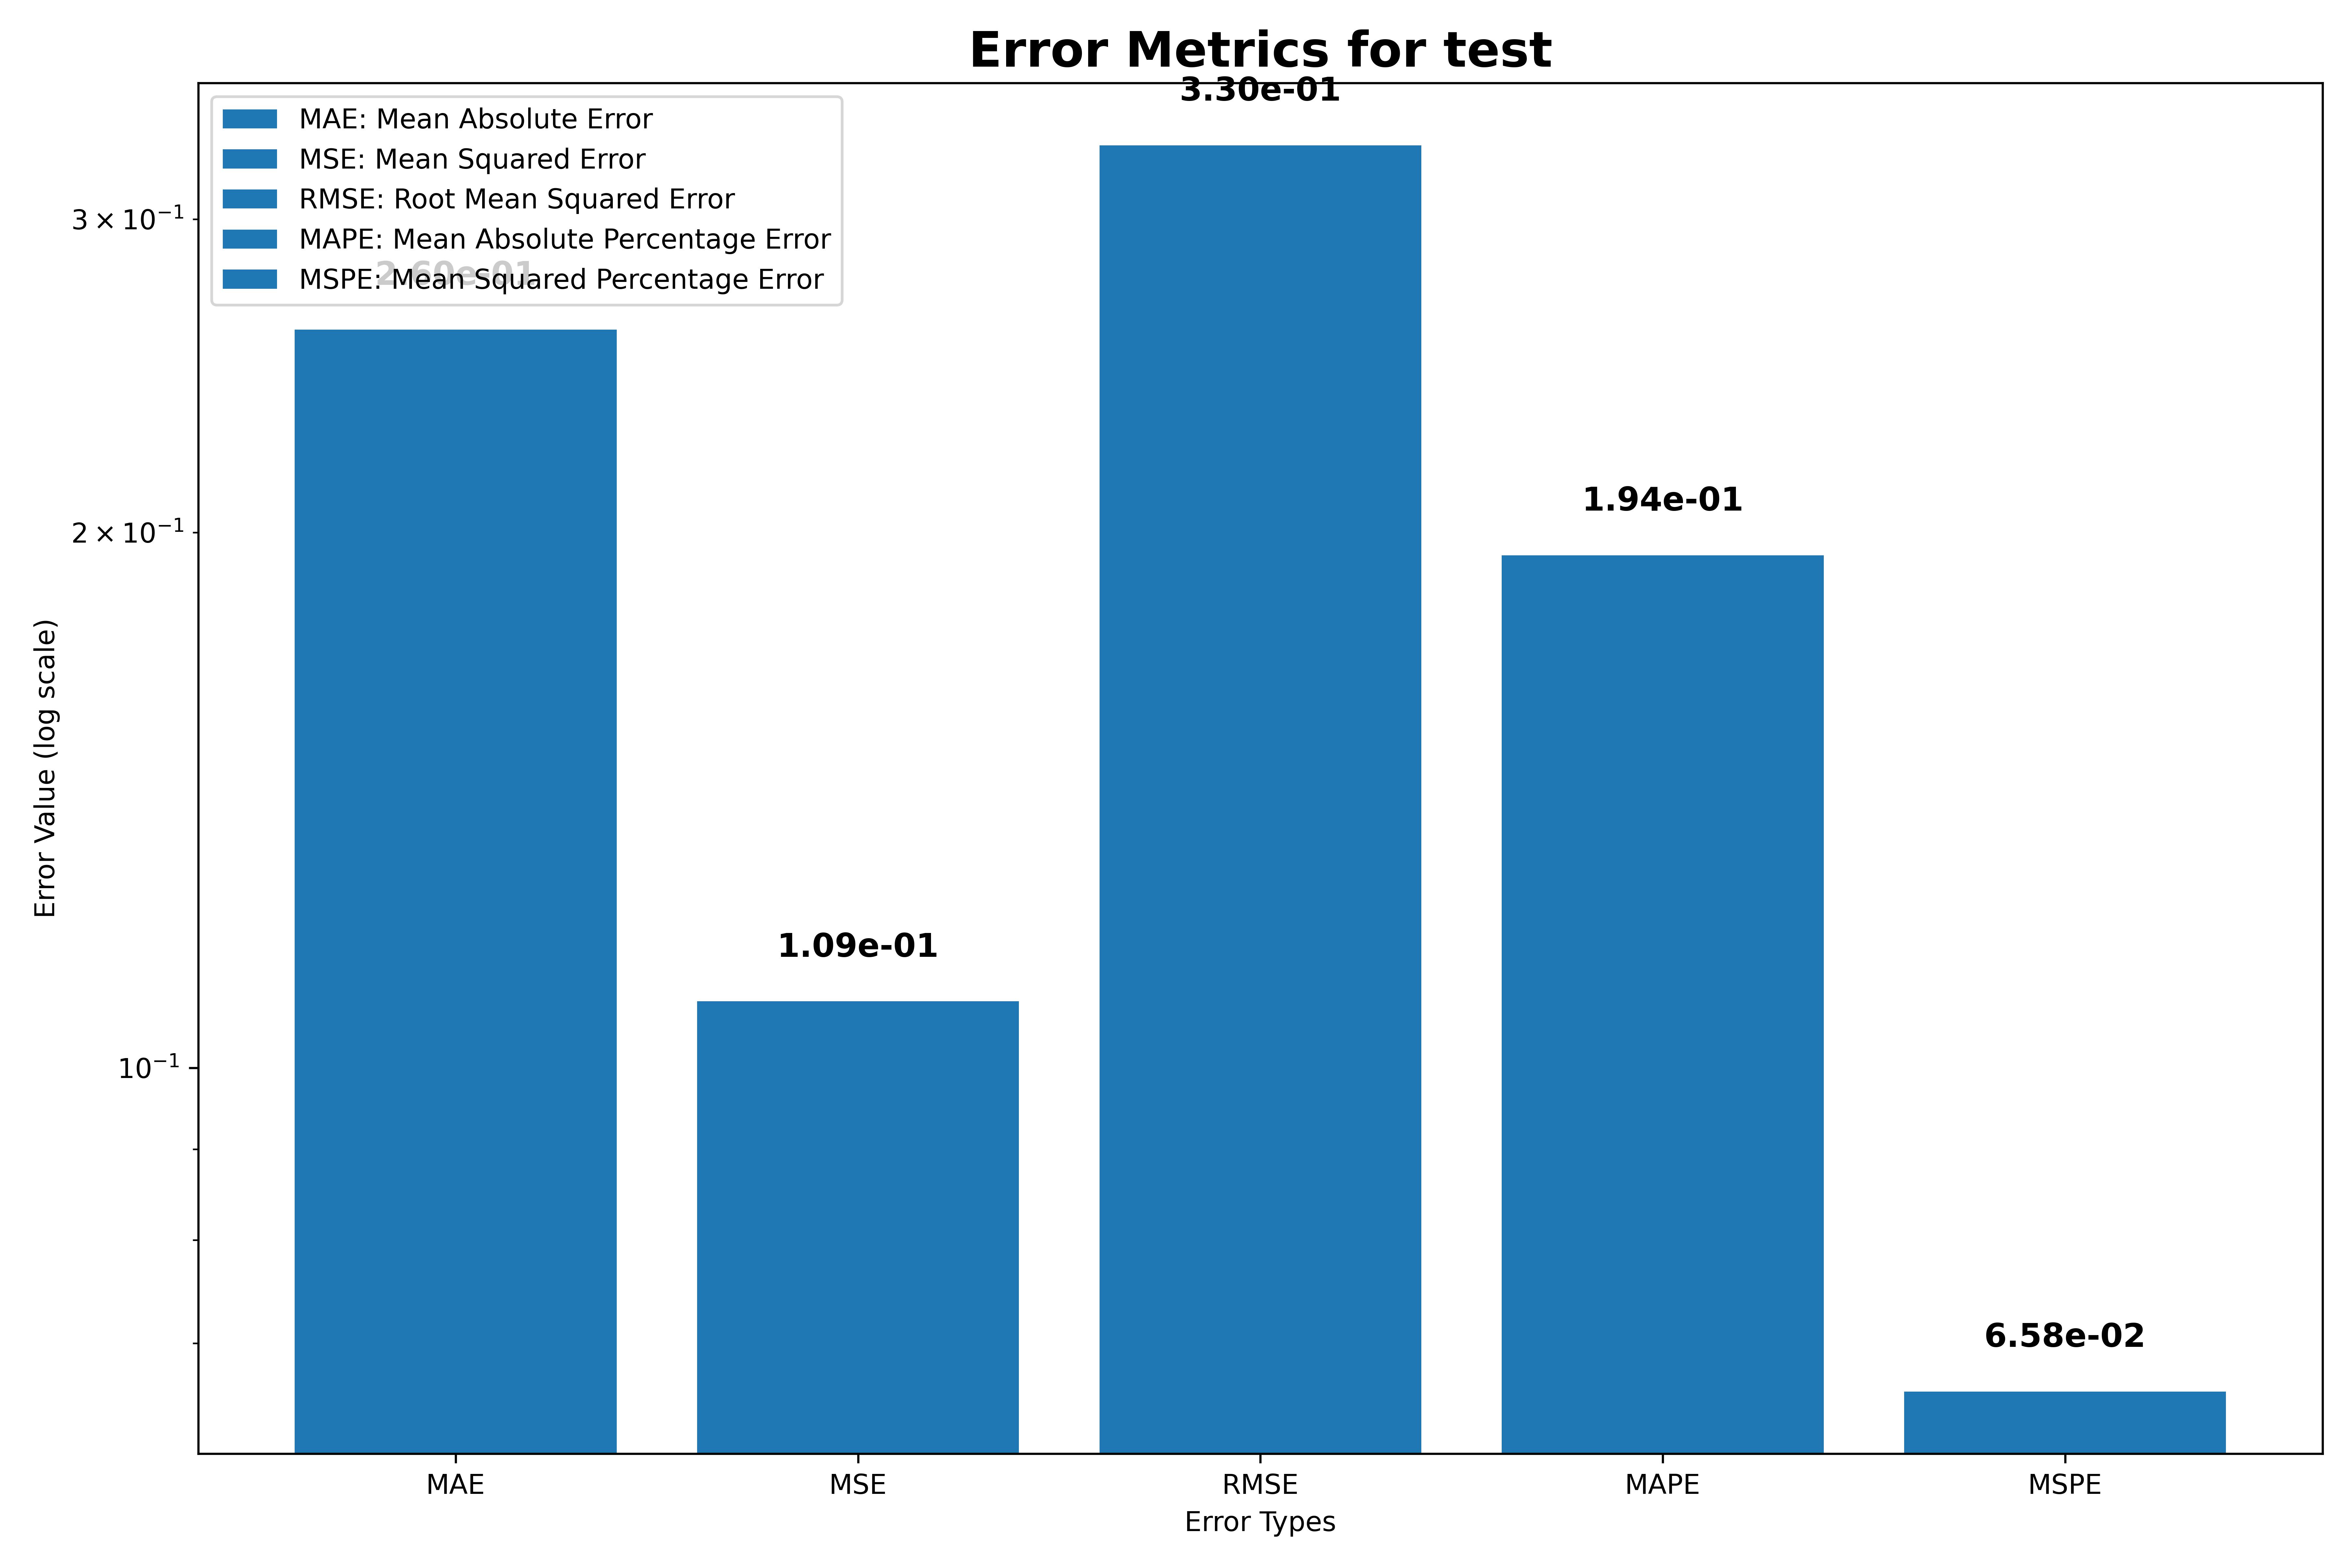 Error Metrics for test
3.30e-01
MAE: Mean Absolute Error
MSE: Mean Squared Error
RMSE: Root Mean Squared Error
MAPE: Mean Absolute Percentage Error
MSPE: Mean Squared Percentage Error
2.60e-01
3 × 10⁻¹
2 × 10⁻¹
10⁻¹
1.94e-01
1.09e-01
6.58e-02
Error Value (log scale)
MAE
MSE
RMSE
MAPE
MSPE
Error Types